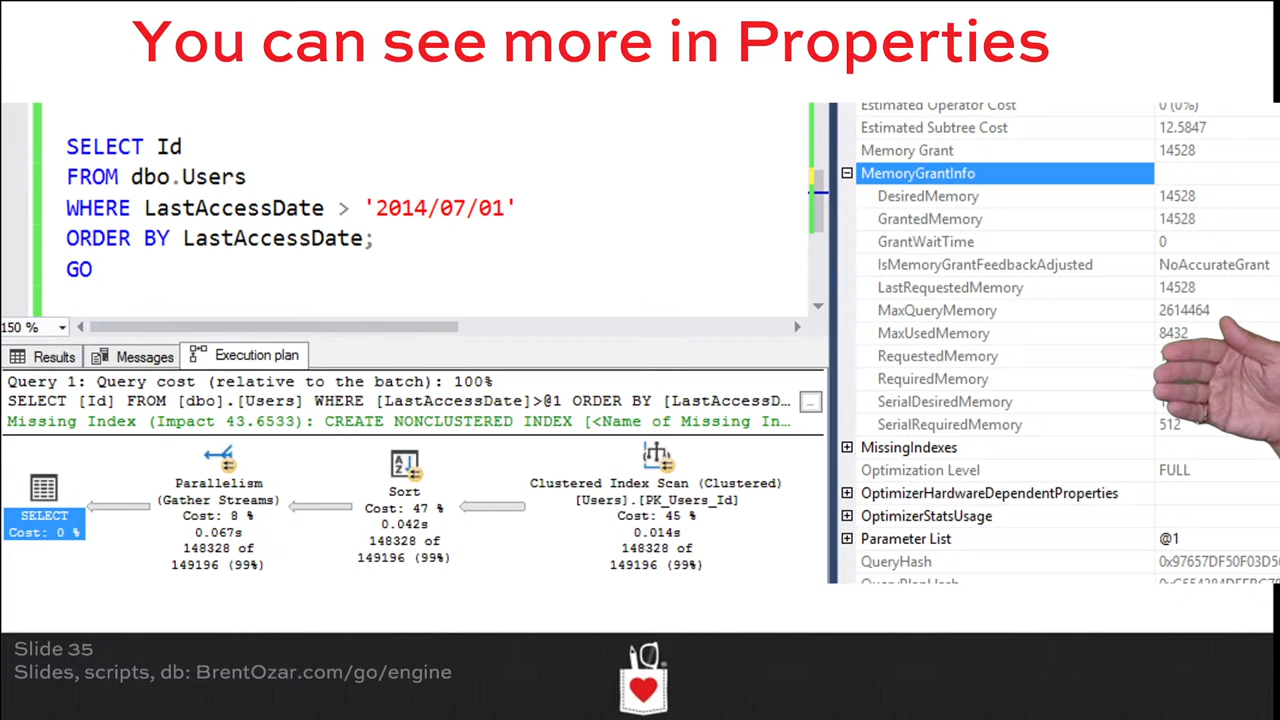 You can see more in Properties
SELECT Id
FROM dbo.Users
WHERE LastAccessDate > '2014/07/01'
ORDER BY LastAccessDate;
GO
150 %
Results Messages Execution plan
Query 1: Query cost (relative to the batch): 100%
SELECT [Id] FROM [dbo].[Users] WHERE [LastAccessDate]>@1 ORDER BY [LastAccessD…
Missing Index (Impact 43.6533): CREATE NONCLUSTERED INDEX [<Name of Missing In…
SELECT
Cost: 0 %
Parallelism
(Gather Streams)
Cost: 8 %
0.067s
148328 of
149196 (99%)
Sort
Cost: 47 %
0.042s
148328 of
149196 (99%)
Clustered Index Scan (Clustered)
[Users].[PK_Users_Id]
Cost: 45 %
0.014s
148328 of
149196 (99%)
Estimated Operator Cost 0 (0%)
Estimated Subtree Cost 12.5847
Memory Grant 14528
MemoryGrantInfo
DesiredMemory 14528
GrantedMemory 14528
GrantWaitTime 0
IsMemoryGrantFeedbackAdjusted NoAccurateGrant
LastRequestedMemory 14528
MaxQueryMemory 2614464
MaxUsedMemory 8432
RequestedMemory
RequiredMemory
SerialDesiredMemory
SerialRequiredMemory 512
MissingIndexes
Optimization Level FULL
OptimizerHardwareDependentProperties
OptimizerStatsUsage
Parameter List @1
QueryHash 0x97657DF50F03D50
Slide 35
Slides, scripts, db: BrentOzar.com/go/engine